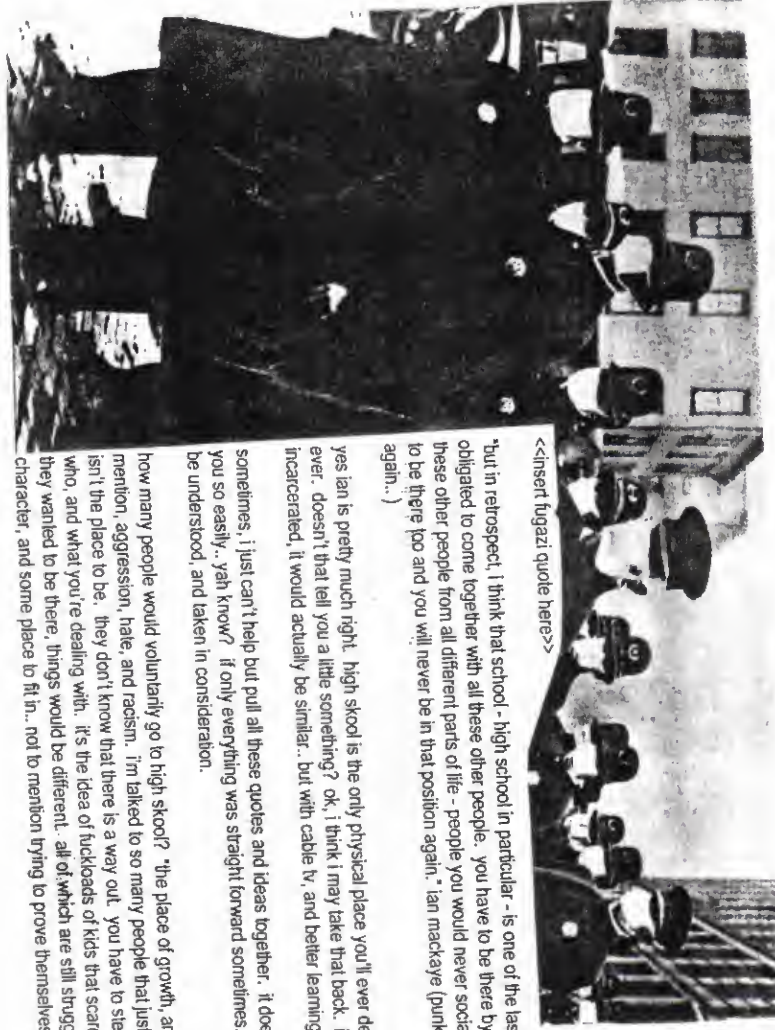 <<insert fugazi quote here>>
"but in retrospect, i think that school - high school in particular - is one of the las
obligated to come together with all these other people. you have to be there by
these other people from all different parts of life - people you would never socia
to be there too and you will never be in that position again." ian mackaye (punk
again..)
yes ian is pretty much right. high skool is the only physical place you'll ever de
ever. doesn't that tell you a little something? ok, i think i may take that back. i
incarcerated, it would actually be similar.. but with cable tv, and better learning
sometimes, i just can't help but pull all these quotes and ideas together. it doe
you so easily.. yah know? if only everything was straight forward sometimes.
be understood, and taken in consideration.
how many people would voluntarily go to high skool? "the place of growth, ar
mention, aggression, hate, and racism. i'm talked to so many people that jus
isn't the place to be. they don't know that there is a way out. you have to ste
who, and what you're dealing with. it's the idea of fuckloads of kids that scare
they wanted to be there, things would be different. all of which are still strugg
character, and some place to fit in.. not to mention trying to prove themselves